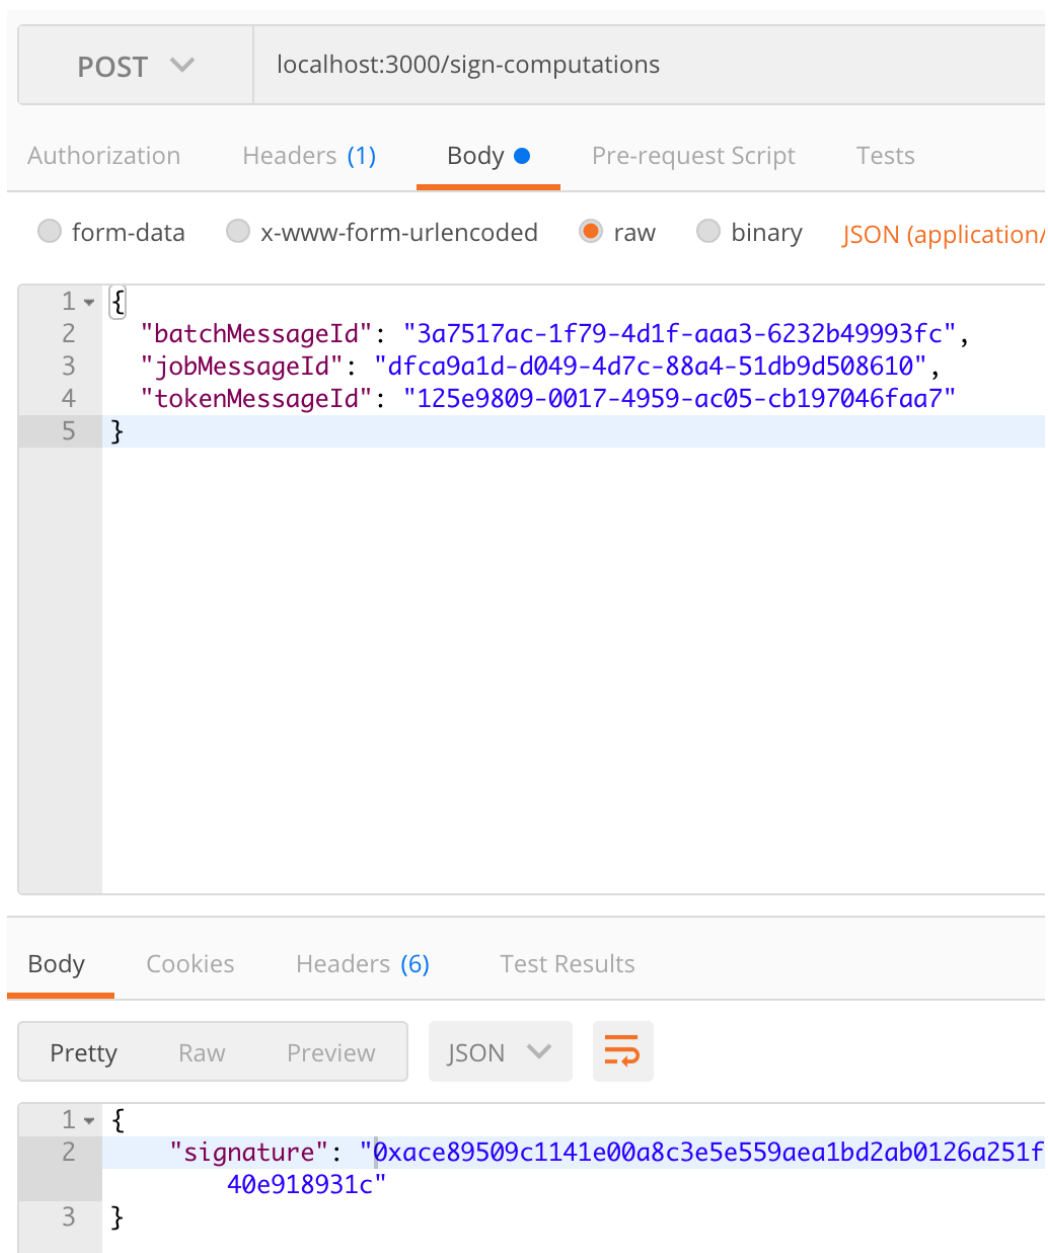 POST localhost:3000/sign-computations
Authorization Headers (1) Body Pre-request Script Tests
form-data x-www-form-urlencoded raw binary JSON (application/
1 {
2 "batchMessageId": "3a7517ac-1f79-4d1f-aaa3-6232b49993fc",
3 "jobMessageId": "dfca9a1d-d049-4d7c-88a4-51db9d508610",
4 "tokenMessageId": "125e9809-0017-4959-ac05-cb197046faa7"
5 }
Body Cookies Headers (6) Test Results
Pretty Raw Preview JSON
1 {
2 "signature": "0xace89509c1141e00a8c3e5e559aea1bd2ab0126a251f
40e918931c"
3 }